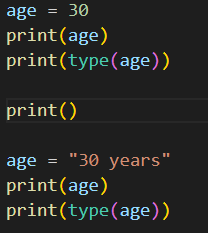 age = 30
print(age)
print(type(age))
print()
age = "30 years"
print(age)
print(type(age))